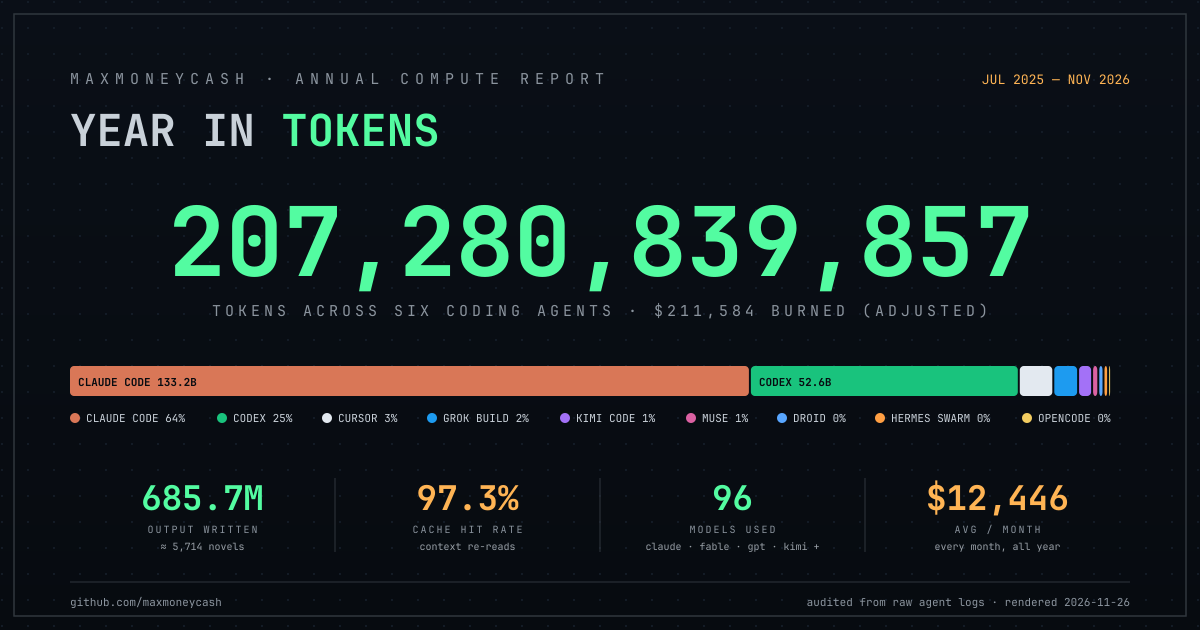 MAXMONEYCASH · ANNUAL COMPUTE REPORT
JUL 2025 — NOV 2026
YEAR IN TOKENS
207,280,839,857
TOKENS ACROSS SIX CODING AGENTS · $211,584 BURNED (ADJUSTED)
CLAUDE CODE 133.2B CODEX 52.6B
CLAUDE CODE 64% CODEX 25% CURSOR 3% GROK BUILD 2% KIMI CODE 1% MUSE 1% DROID 0% HERMES SWARM 0% OPENCODE 0%
685.7M 97.3% 96 $12,446
OUTPUT WRITTEN CACHE HIT RATE MODELS USED AVG / MONTH
≈ 5,714 novels context re-reads claude · fable · gpt · kimi + every month, all year
github.com/maxmoneycash audited from raw agent logs · rendered 2026-11-26